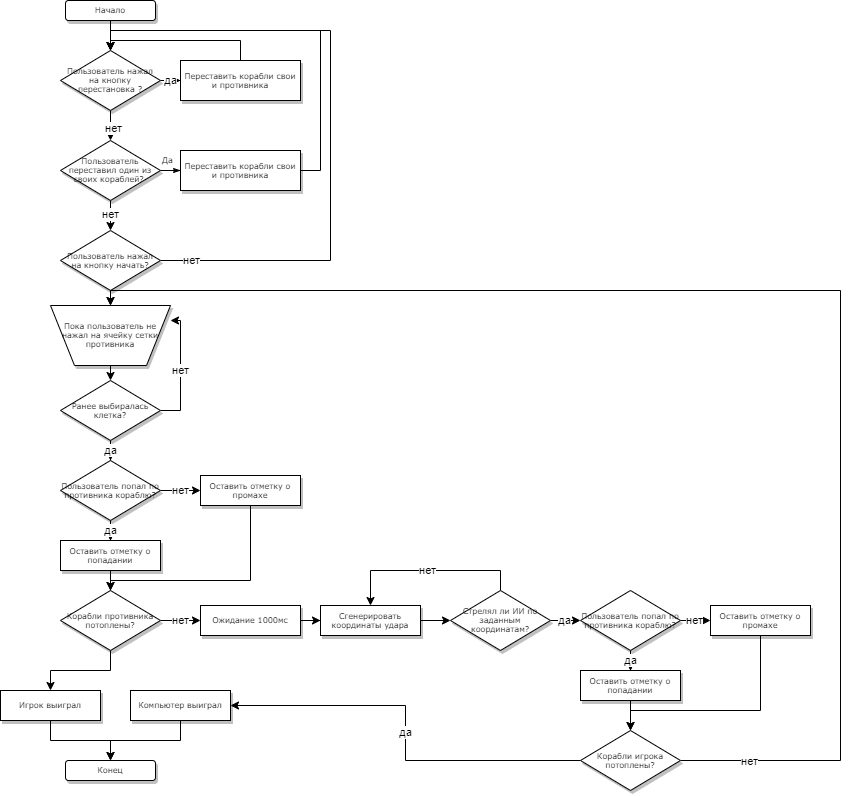 Начало
Пользователь нажал
на кнопку
перестановка ?
да
Переставить корабли свои
и противника
нет
Пользователь
переставил один из
своих кораблей?
Да
Переставить корабли свои
и противника
нет
Пользователь нажал
на кнопку начать?
нет
Пока пользователь не
нажал на ячейку сетки
противника
нет
Ранее выбиралась
клетка?
да
Пользователь попал по
противника кораблю?
нет
Оставить отметку о
промахе
да
Оставить отметку о
попадании
Корабли противника
потоплены?
нет
Ожидание 1000мс
Сгенерировать
координаты удара
нет
Стрелял ли ИИ по
заданным
координатам?
да
Пользователь попал по
противника кораблю?
нет
Оставить отметку о
промахе
да
Оставить отметку о
попадании
Игрок выиграл
Компьютер выиграл
да
Корабли игрока
потоплены?
нет
Конец